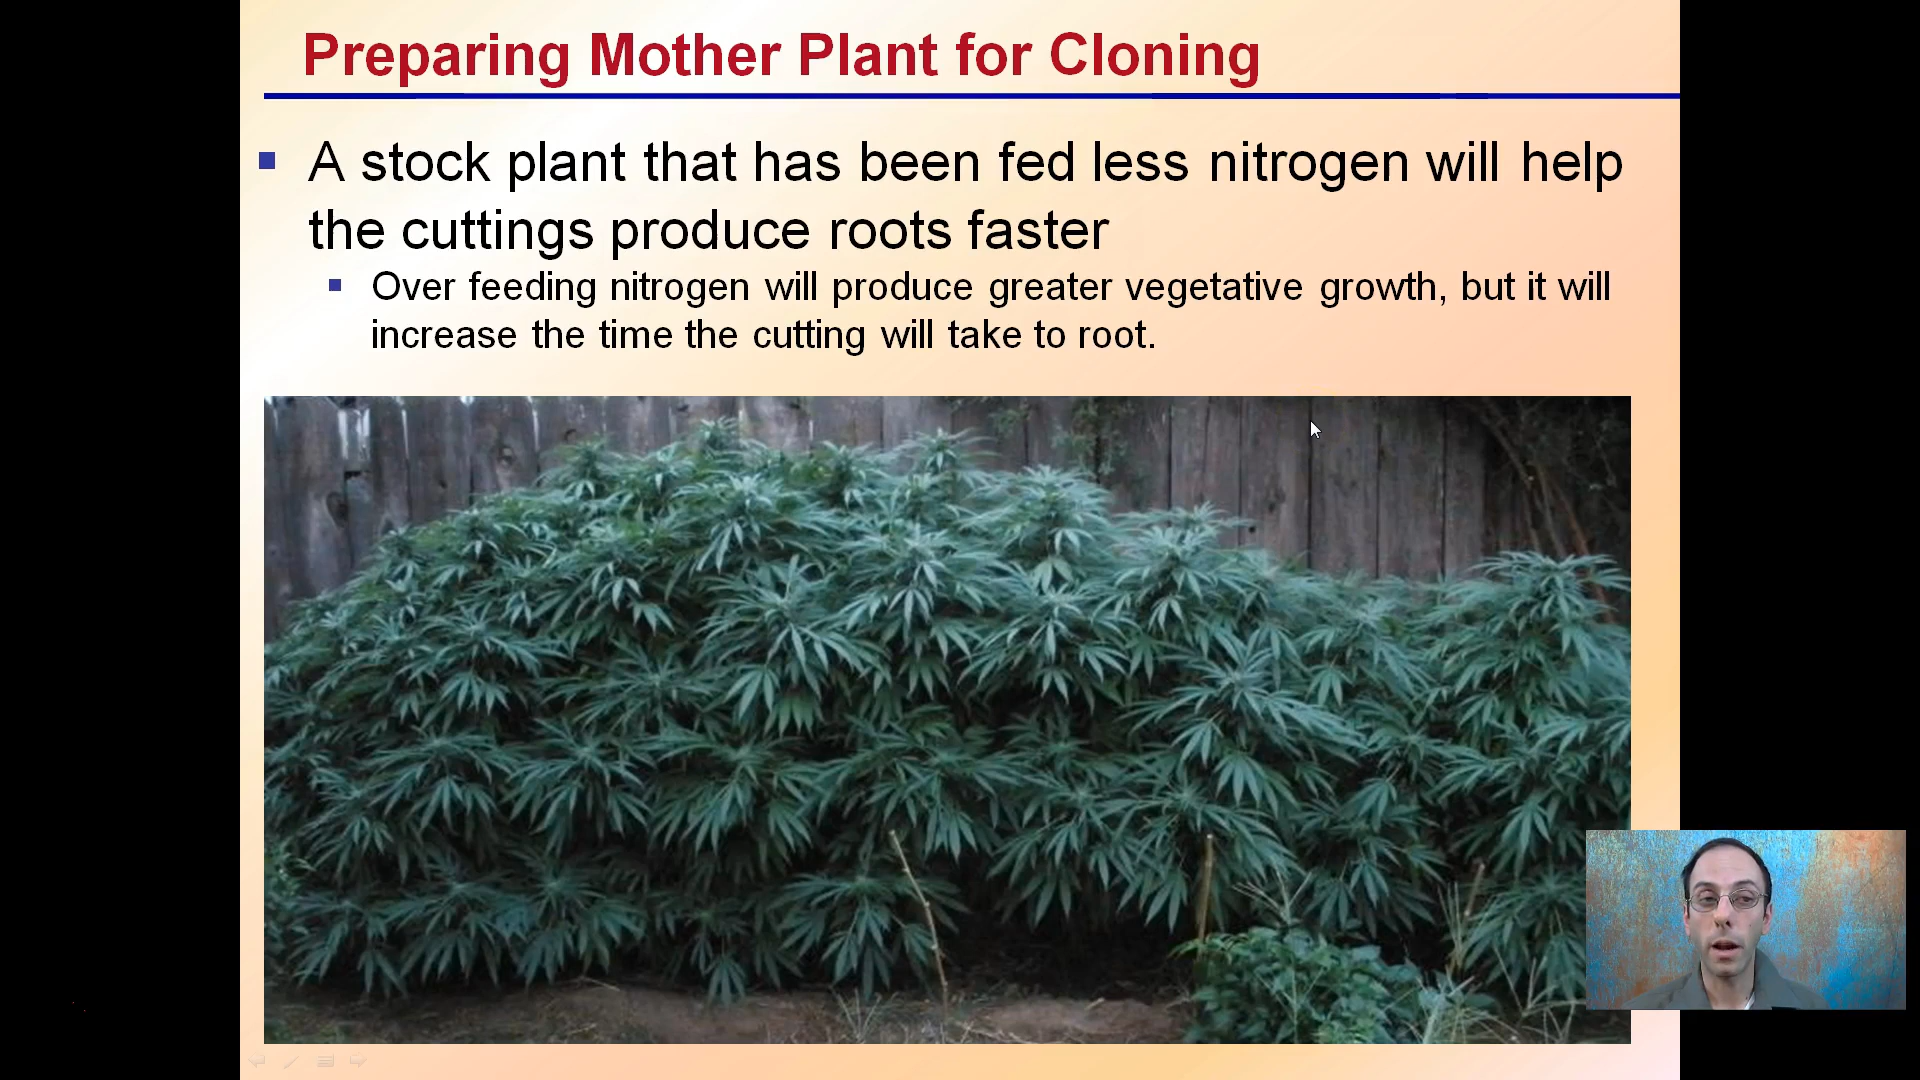 Preparing Mother Plant for Cloning
A stock plant that has been fed less nitrogen will help
the cuttings produce roots faster
Over feeding nitrogen will produce greater vegetative growth, but it will
increase the time the cutting will take to root.